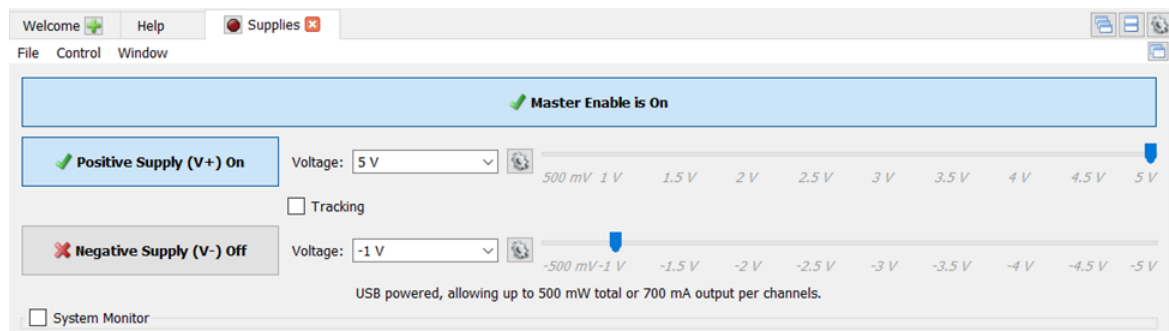 Welcome Help Supplies
File Control Window
Master Enable is On
Positive Supply (V+) On Voltage: 5 V
500 mV 1 V 1.5 V 2 V 2.5 V 3 V 3.5 V 4 V 4.5 V 5 V
Tracking
Negative Supply (V-) Off Voltage: -1 V
-500 mV -1 V -1.5 V -2 V -2.5 V -3 V -3.5 V -4 V -4.5 V -5 V
USB powered, allowing up to 500 mW total or 700 mA output per channels.
System Monitor